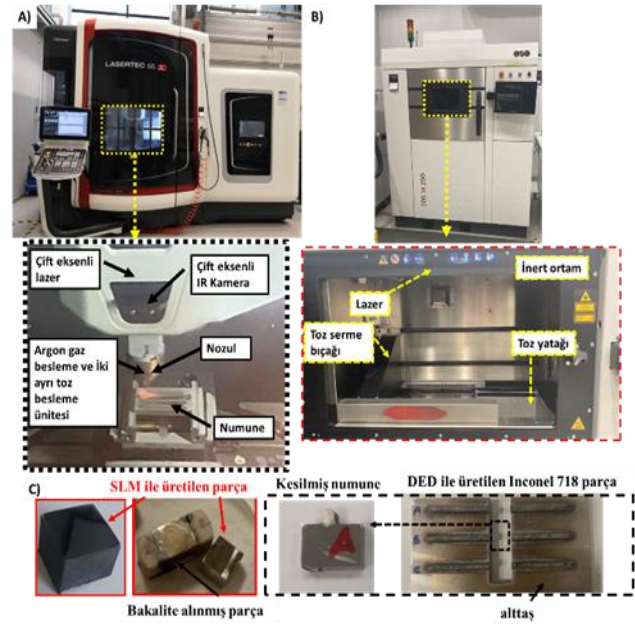 A)
LASERTEC 65 3D
Çift eksenli
lazer
Çift eksenli
IR Kamera
Argon gaz
besleme ve İki
ayrı toz
besleme
ünitesi
Nozul
Numune
B)
EOS M 290
İnert ortam
Lazer
Toz serme
bıçağı
Toz yatağı
C)
SLM ile üretilen parça
Bakalite alınmış parça
Kesilmiş numune
DED ile üretilen Inconel 718 parça
alttaş